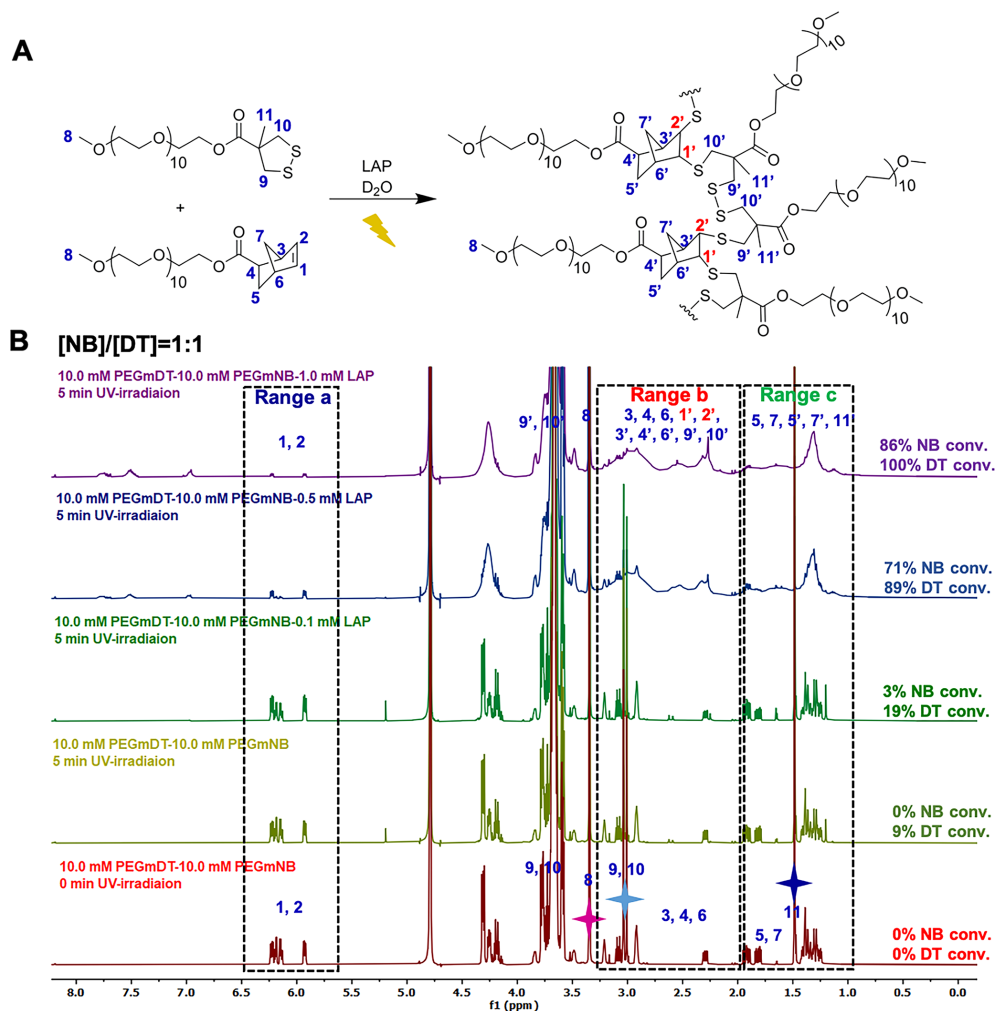 A
8
O
O
10
O
O
11
10
9
S
S
+
8
O
O
10
O
O
7
3
2
4
6
1
5
LAP
D2O
O
10
O
O
O
O
S
8
O
O
10
O
O
7'
2'
3'
4'
1'
6'
5'
S
10'
9'
11'
S
S
10'
O
O
O
O
10
8
O
O
10
O
O
7'
2'
3'
4'
1'
6'
5'
S
9'
11'
S
S
O
O
O
O
10
B
[NB]/[DT]=1:1
10.0 mM PEGmDT-10.0 mM PEGmNB-1.0 mM LAP
5 min UV-irradiaion
Range a
1, 2
9', 10'
8
Range b
3, 4, 6, 1', 2',
3', 4', 6', 9', 10'
Range c
5, 7, 5', 7', 11
86% NB conv.
100% DT conv.
10.0 mM PEGmDT-10.0 mM PEGmNB-0.5 mM LAP
5 min UV-irradiaion
71% NB conv.
89% DT conv.
10.0 mM PEGmDT-10.0 mM PEGmNB-0.1 mM LAP
5 min UV-irradiaion
3% NB conv.
19% DT conv.
10.0 mM PEGmDT-10.0 mM PEGmNB
5 min UV-irradiaion
0% NB conv.
9% DT conv.
10.0 mM PEGmDT-10.0 mM PEGmNB
0 min UV-irradiaion
1, 2
9, 10
8
9, 10
3, 4, 6
11
5, 7
0% NB conv.
0% DT conv.
8.0 7.5 7.0 6.5 6.0 5.5 5.0 4.5 4.0 3.5 3.0 2.5 2.0 1.5 1.0 0.5 0.0
f1 (ppm)